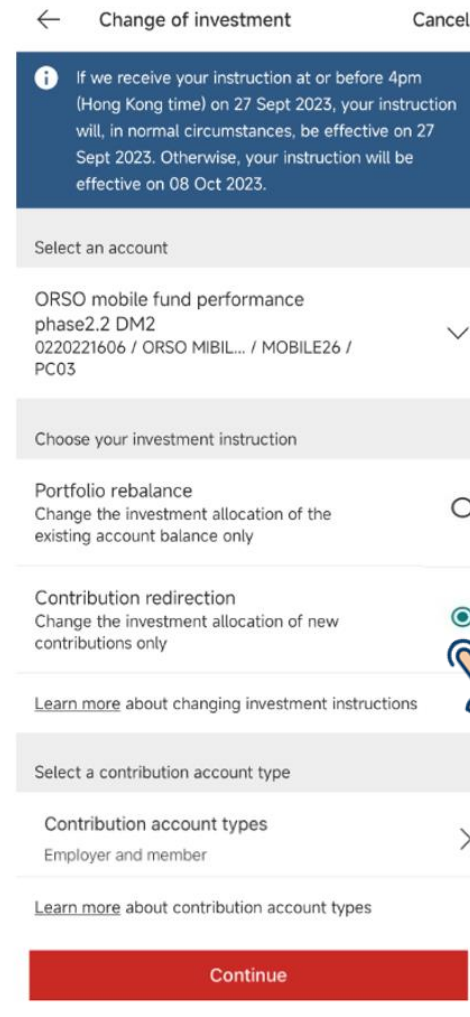 Change of investment Cancel
If we receive your instruction at or before 4pm
(Hong Kong time) on 27 Sept 2023, your instruction
will, in normal circumstances, be effective on 27
Sept 2023. Otherwise, your instruction will be
effective on 08 Oct 2023.
Select an account
ORSO mobile fund performance
phase2.2 DM2
0220221606 / ORSO MIBIL... / MOBILE26 /
PC03
Choose your investment instruction
Portfolio rebalance
Change the investment allocation of the
existing account balance only
Contribution redirection
Change the investment allocation of new
contributions only
Learn more about changing investment instructions
Select a contribution account type
Contribution account types
Employer and member
Learn more about contribution account types
Continue